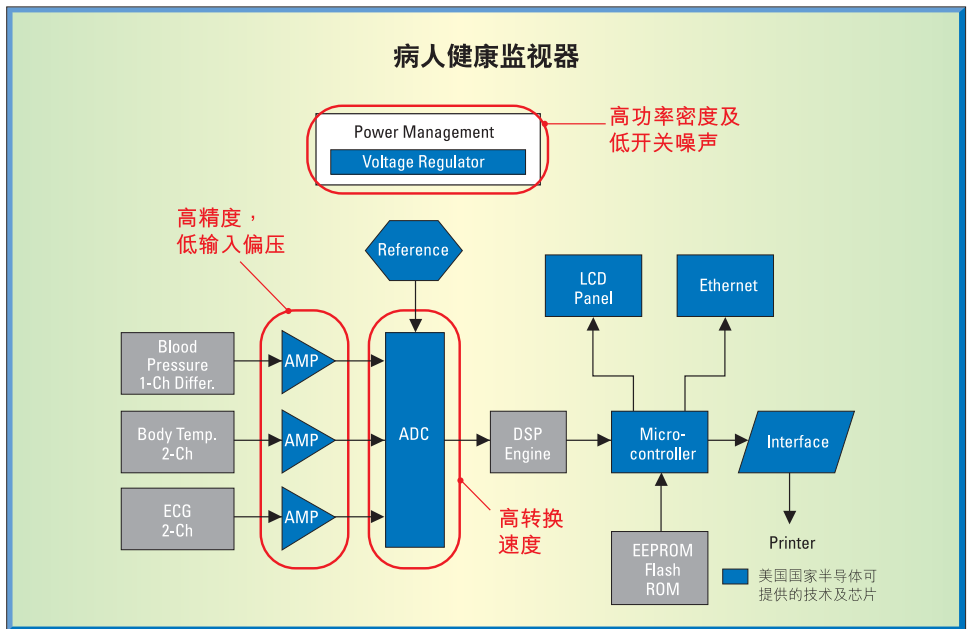 病人健康监视器
Power Management
Voltage Regulator
高功率密度及
低开关噪声
高精度，
低输入偏压
Reference
LCD
Panel
Ethernet
Blood
Pressure
1-Ch Differ.
AMP
Body Temp.
2-Ch
AMP
ECG
2-Ch
AMP
ADC
DSP
Engine
Micro-
controller
Interface
高转换
速度
EEPROM
Flash
ROM
Printer
美国国家半导体可
提供的技术及芯片